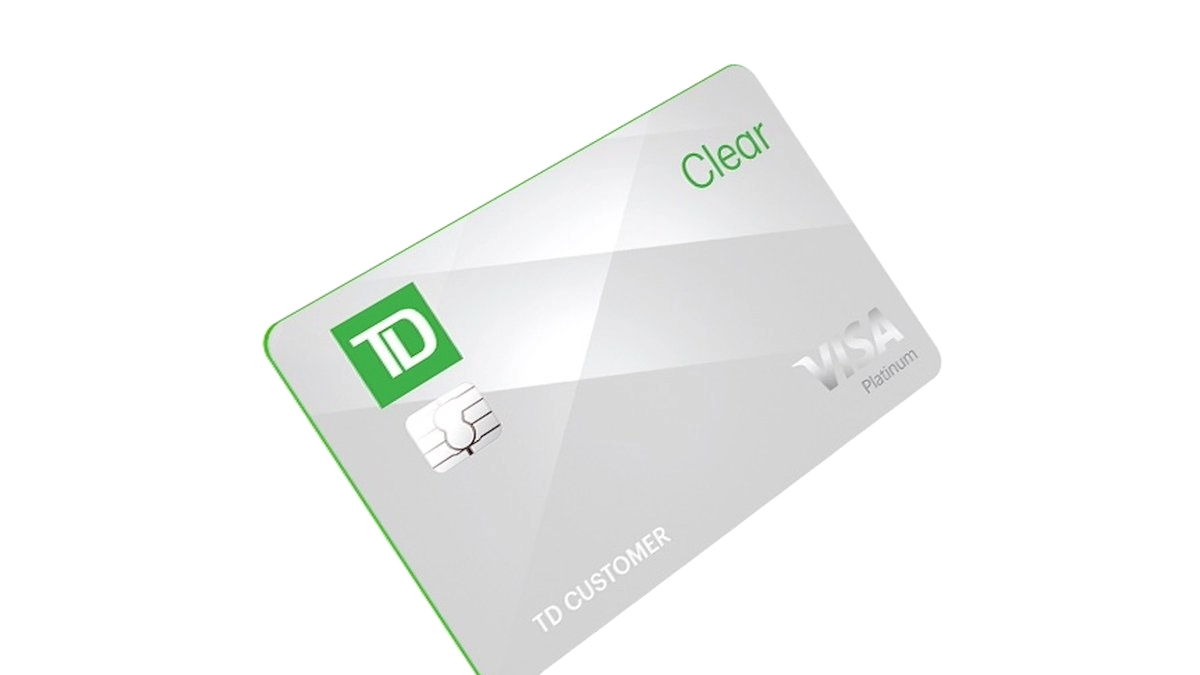 Clear
TD
VISA
Platinum
TD CUSTOMER